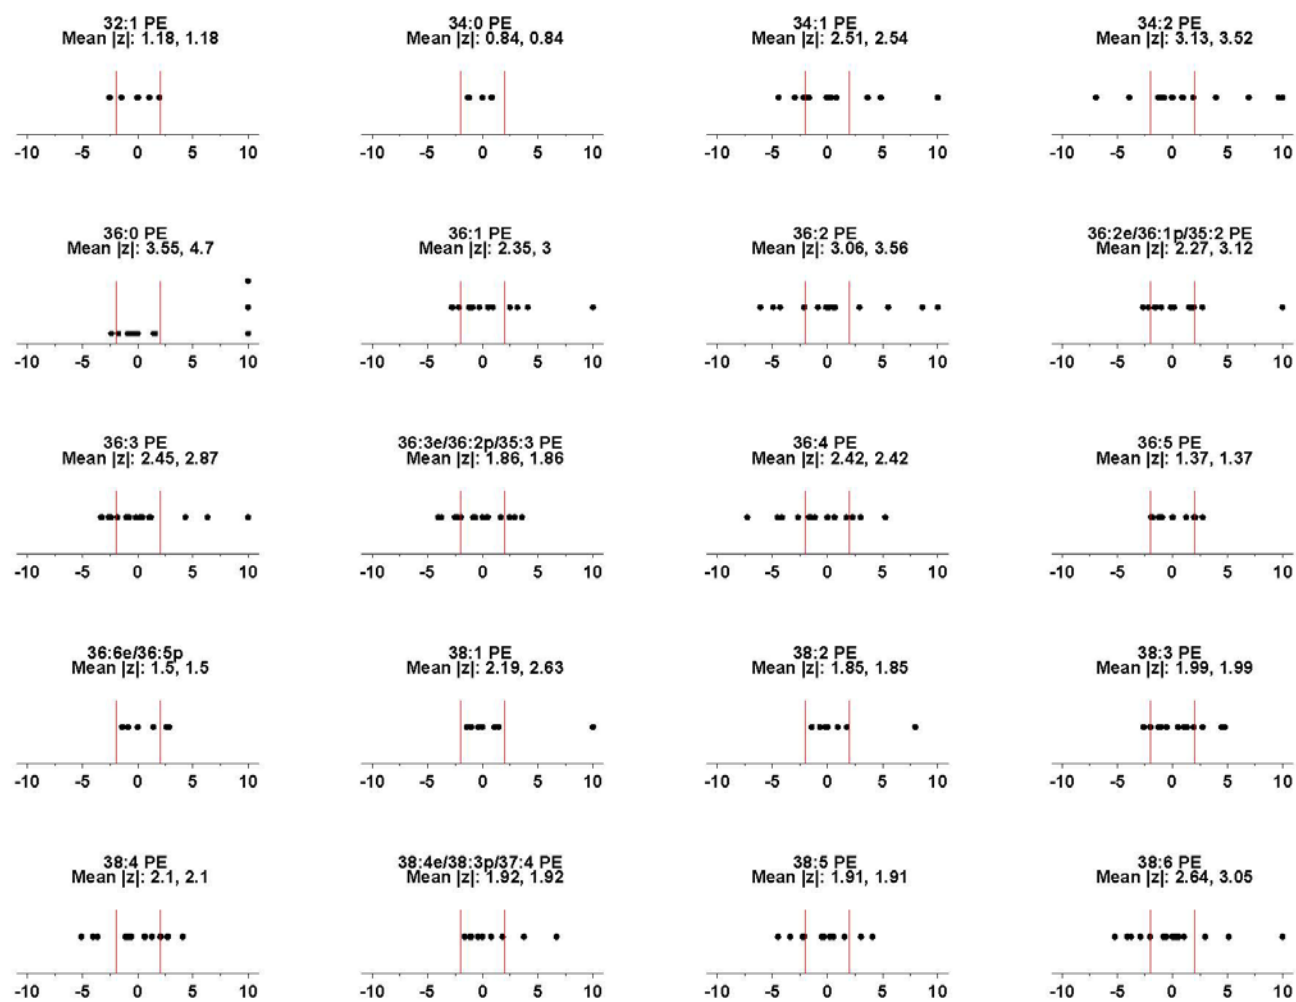 32:1 PE
Mean |z|: 1.18, 1.18
34:0 PE
Mean |z|: 0.84, 0.84
34:1 PE
Mean |z|: 2.51, 2.54
34:2 PE
Mean |z|: 3.13, 3.52
-10 -5 0 5 10
-10 -5 0 5 10
-10 -5 0 5 10
-10 -5 0 5 10
36:0 PE
Mean |z|: 3.55, 4.7
36:1 PE
Mean |z|: 2.35, 3
36:2 PE
Mean |z|: 3.06, 3.56
36:2e/36:1p/35:2 PE
Mean |z|: 2.27, 3.12
-10 -5 0 5 10
-10 -5 0 5 10
-10 -5 0 5 10
-10 -5 0 5 10
36:3 PE
Mean |z|: 2.45, 2.87
36:3e/36:2p/35:3 PE
Mean |z|: 1.86, 1.86
36:4 PE
Mean |z|: 2.42, 2.42
36:5 PE
Mean |z|: 1.37, 1.37
-10 -5 0 5 10
-10 -5 0 5 10
-10 -5 0 5 10
-10 -5 0 5 10
36:6e/36:5p
Mean |z|: 1.5, 1.5
38:1 PE
Mean |z|: 2.19, 2.63
38:2 PE
Mean |z|: 1.85, 1.85
38:3 PE
Mean |z|: 1.99, 1.99
-10 -5 0 5 10
-10 -5 0 5 10
-10 -5 0 5 10
-10 -5 0 5 10
38:4 PE
Mean |z|: 2.1, 2.1
38:4e/38:3p/37:4 PE
Mean |z|: 1.92, 1.92
38:5 PE
Mean |z|: 1.91, 1.91
38:6 PE
Mean |z|: 2.64, 3.05
-10 -5 0 5 10
-10 -5 0 5 10
-10 -5 0 5 10
-10 -5 0 5 10